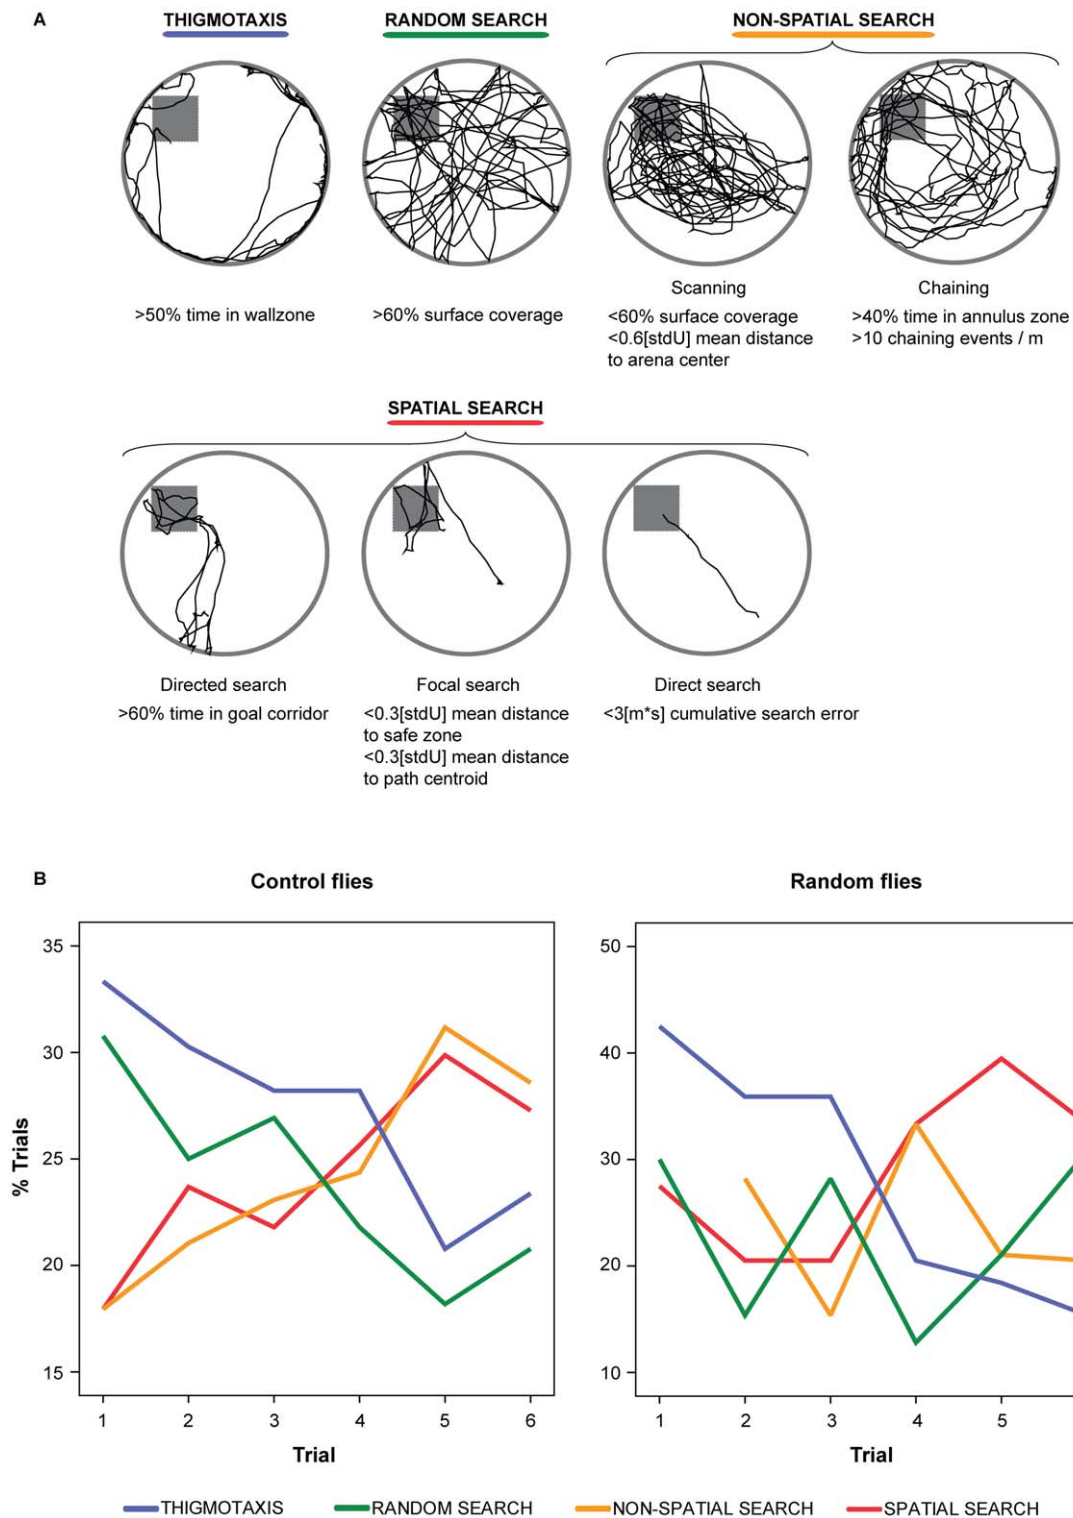 A
THIGMOTAXIS
RANDOM SEARCH
NON-SPATIAL SEARCH
Scanning
Chaining
>50% time in wallzone
>60% surface coverage
<60% surface coverage
<0.6[stdU] mean distance
to arena center
>40% time in annulus zone
>10 chaining events / m
SPATIAL SEARCH
Directed search
Focal search
Direct search
>60% time in goal corridor
<0.3[stdU] mean distance
to safe zone
<0.3[stdU] mean distance
to path centroid
<3[m*s] cumulative search error
B
Control flies
% Trials
35
30
25
20
15
1 2 3 4 5 6
Trial
Random flies
50
40
30
20
10
1 2 3 4 5
Trial
THIGMOTAXIS
RANDOM SEARCH
NON-SPATIAL SEARCH
SPATIAL SEARCH